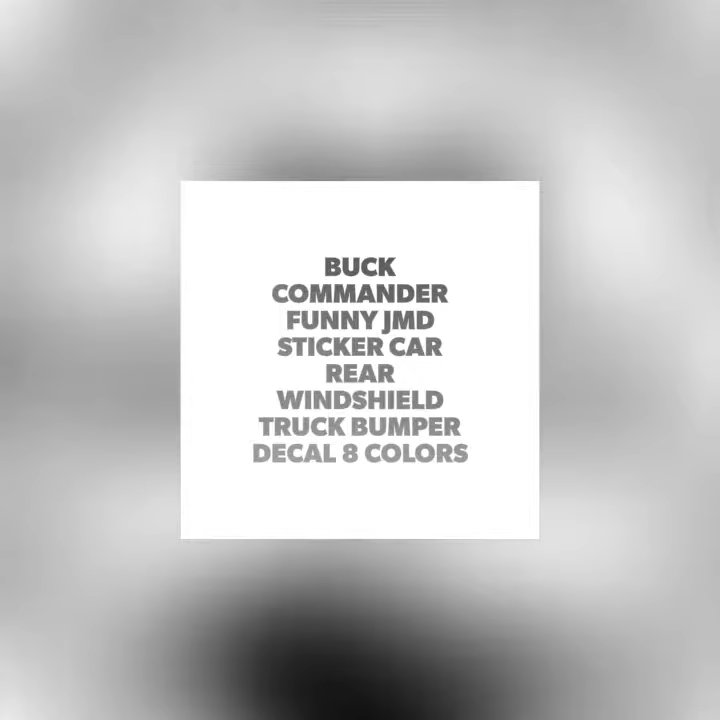 BUCK
COMMANDER
FUNNY JMD
STICKER CAR
REAR
WINDSHIELD
TRUCK BUMPER
DECAL 8 COLORS